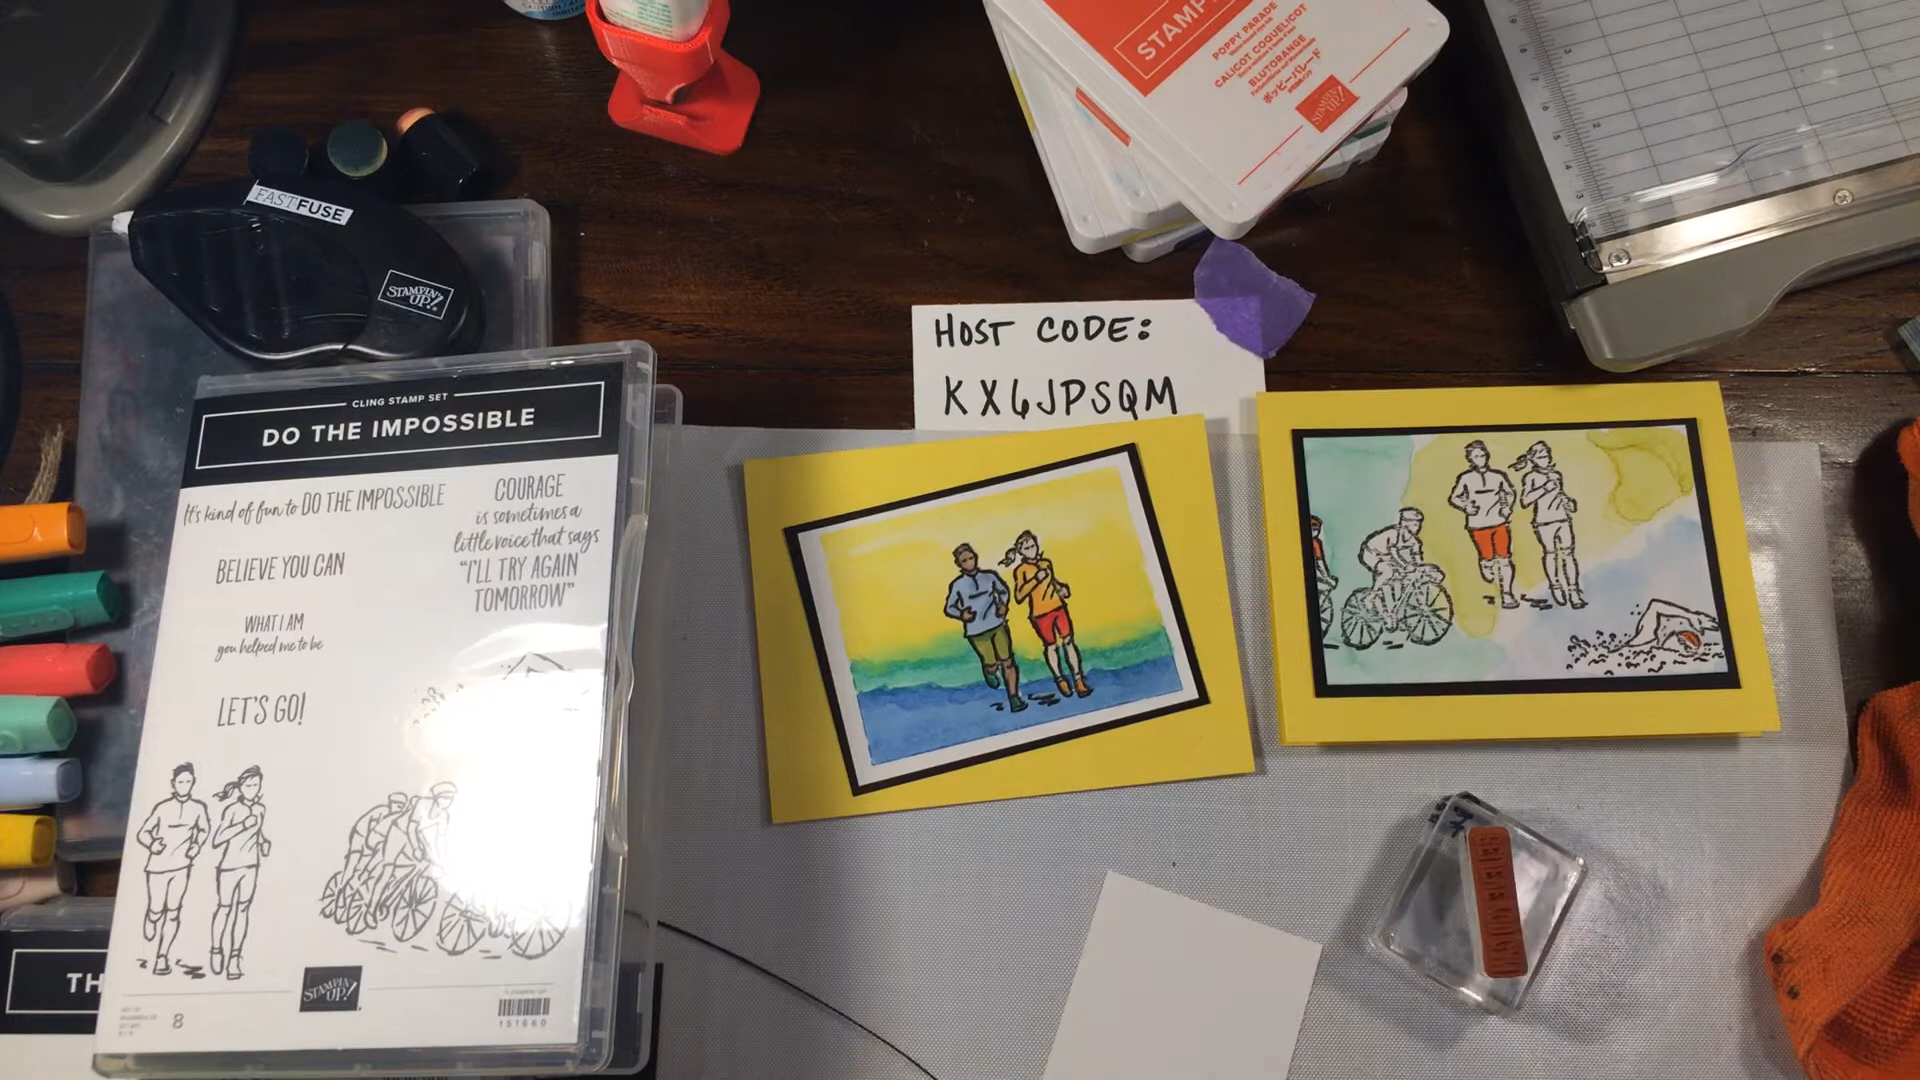 STAMP
POPPY PARADE
CALICOT COQUELICOT
BLUTORANGE
ポッピーパレード
STAMPIN' UP!
FASTFUSE
STAMPIN' UP!
HOST CODE:
KX6JPSQM
CLING STAMP SET
DO THE IMPOSSIBLE
It's kind of fun to DO THE IMPOSSIBLE
COURAGE
is sometimes a
little voice that says
"I'LL TRY AGAIN
TOMORROW"
BELIEVE YOU CAN
WHAT I AM
you helped me to be
LET'S GO!
STAMPIN' UP!
8
151660
TH